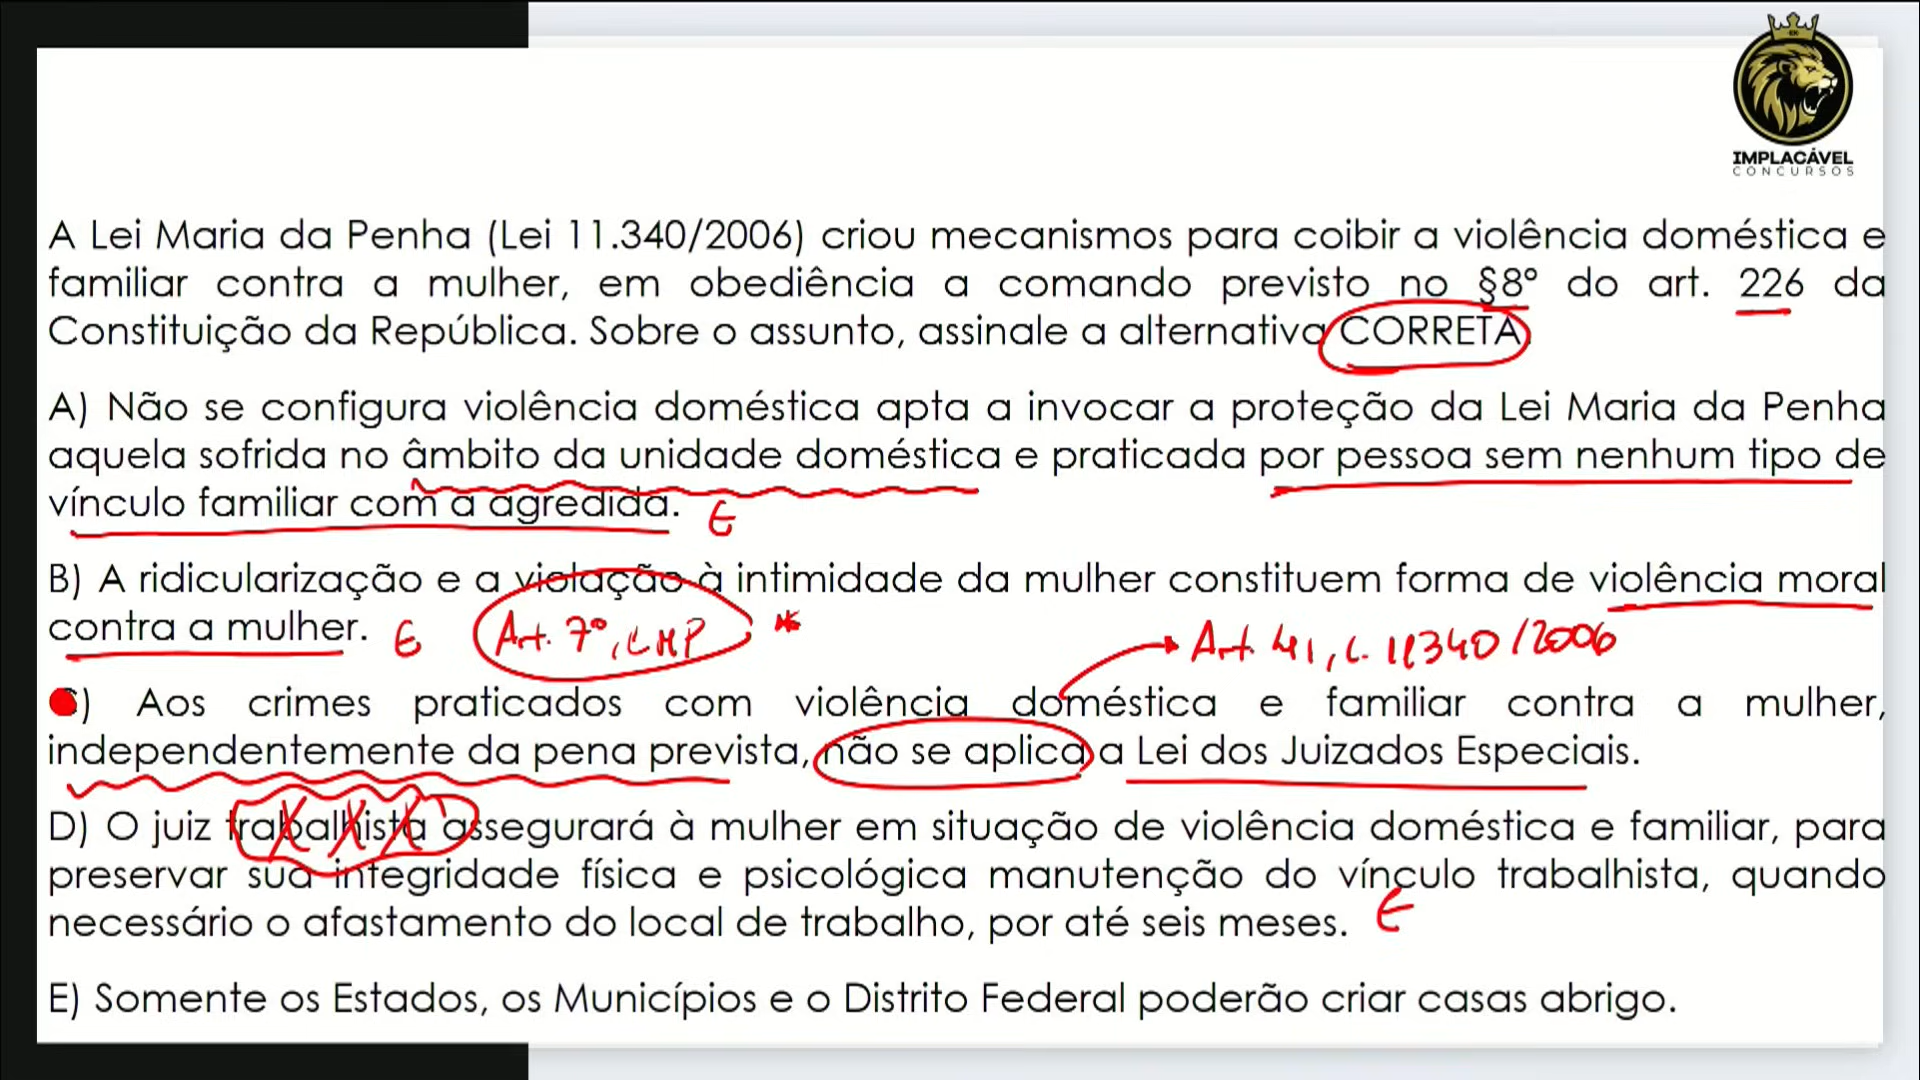 IMPLACÁVEL
CONCURSOS
A Lei Maria da Penha (Lei 11.340/2006) criou mecanismos para coibir a violência doméstica e
familiar contra a mulher, em obediência a comando previsto no §8º do art. 226 da
Constituição da República. Sobre o assunto, assinale a alternativa CORRETA.
A) Não se configura violência doméstica apta a invocar a proteção da Lei Maria da Penha
aquela sofrida no âmbito da unidade doméstica e praticada por pessoa sem nenhum tipo de
vínculo familiar com a agredida. E
B) A ridicularização e a violação à intimidade da mulher constituem forma de violência moral
contra a mulher. E Art. 7º, LMP *
Art. 41, L. 11340/2006
C) Aos crimes praticados com violência doméstica e familiar contra a mulher,
independentemente da pena prevista, não se aplica a Lei dos Juizados Especiais.
D) O juiz trabalhista assegurará à mulher em situação de violência doméstica e familiar, para
preservar sua integridade física e psicológica manutenção do vínculo trabalhista, quando
necessário o afastamento do local de trabalho, por até seis meses. E
E) Somente os Estados, os Municípios e o Distrito Federal poderão criar casas abrigo.